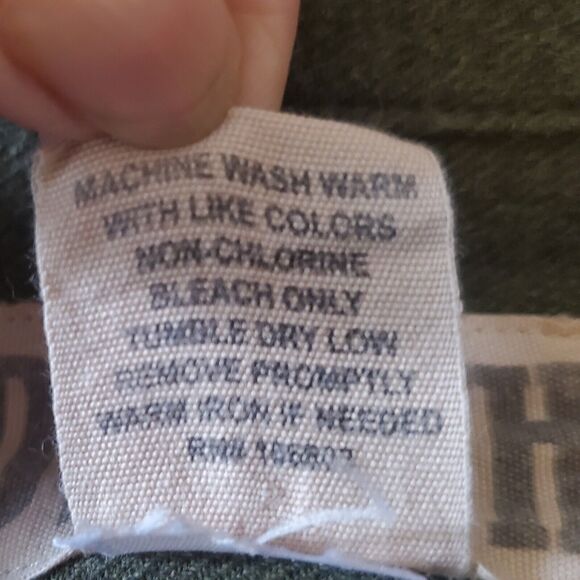 MACHINE WASH WARM
WITH LIKE COLORS
NON-CHLORINE
BLEACH ONLY
TUMBLE DRY LOW
REMOVE PROMPTLY
WARM IRON IF NEEDED
RN#
H